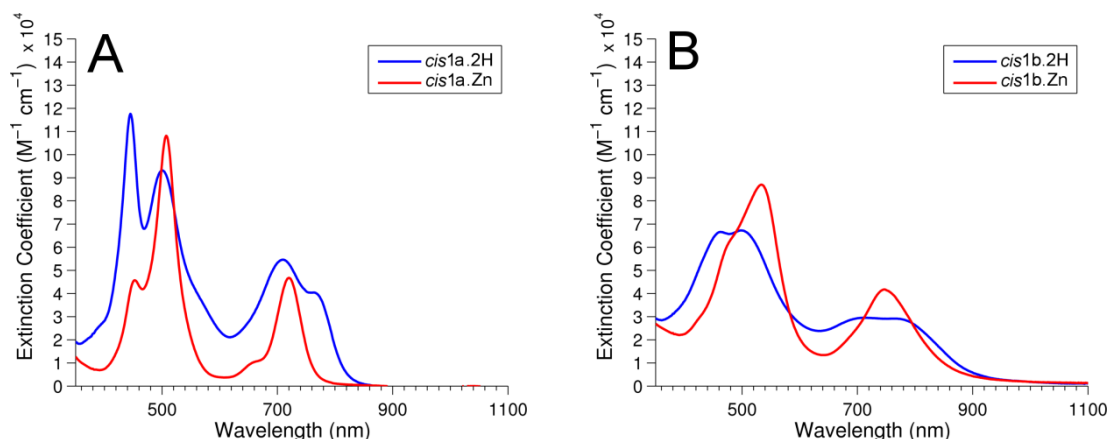 A
cis1a.2H
cis1a.Zn
Extinction Coefficient (M⁻¹ cm⁻¹) x 10⁴
15
14
13
12
11
10
9
8
7
6
5
4
3
2
1
0
500 700 900 1100
Wavelength (nm)
B
cis1b.2H
cis1b.Zn
Extinction Coefficient (M⁻¹ cm⁻¹) x 10⁴
15
14
13
12
11
10
9
8
7
6
5
4
3
2
1
0
500 700 900 1100
Wavelength (nm)